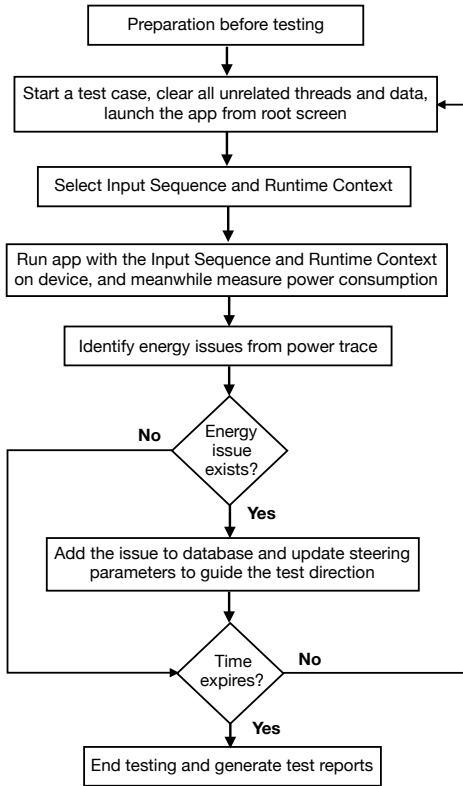 Preparation before testing
Start a test case, clear all unrelated threads and data,
launch the app from root screen
Select Input Sequence and Runtime Context
Run app with the Input Sequence and Runtime Context
on device, and meanwhile measure power consumption
Identify energy issues from power trace
Energy
issue
exists?
No
Yes
Add the issue to database and update steering
parameters to guide the test direction
Time
expires?
No
Yes
End testing and generate test reports